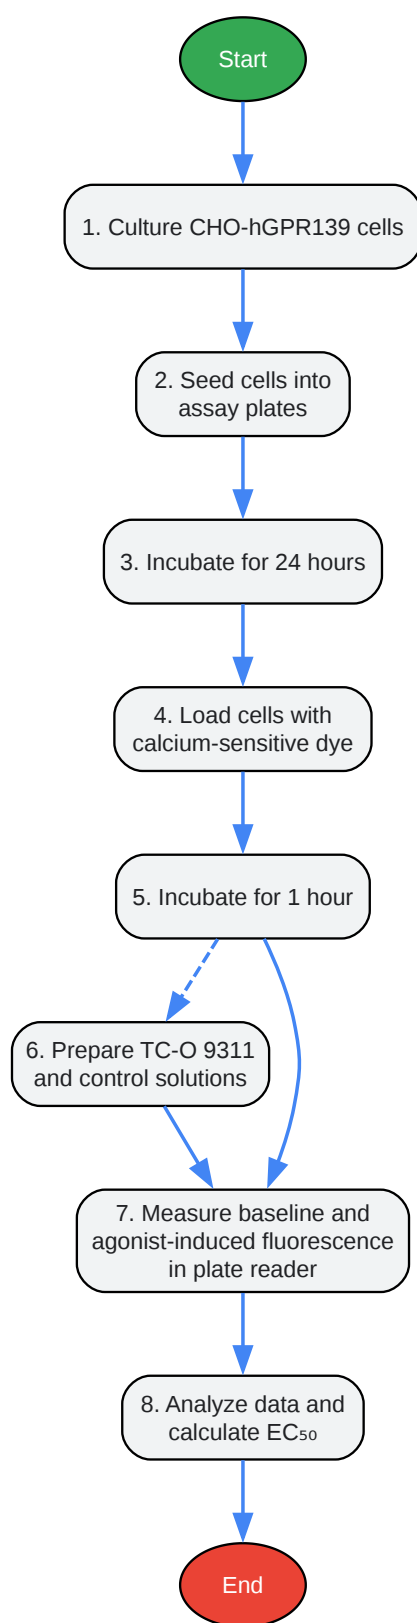 Start
1. Culture CHO-hGPR139 cells
2. Seed cells into
assay plates
3. Incubate for 24 hours
4. Load cells with
calcium-sensitive dye
5. Incubate for 1 hour
6. Prepare TC-O 9311
and control solutions
7. Measure baseline and
agonist-induced fluorescence
in plate reader
8. Analyze data and
calculate EC₅₀
End